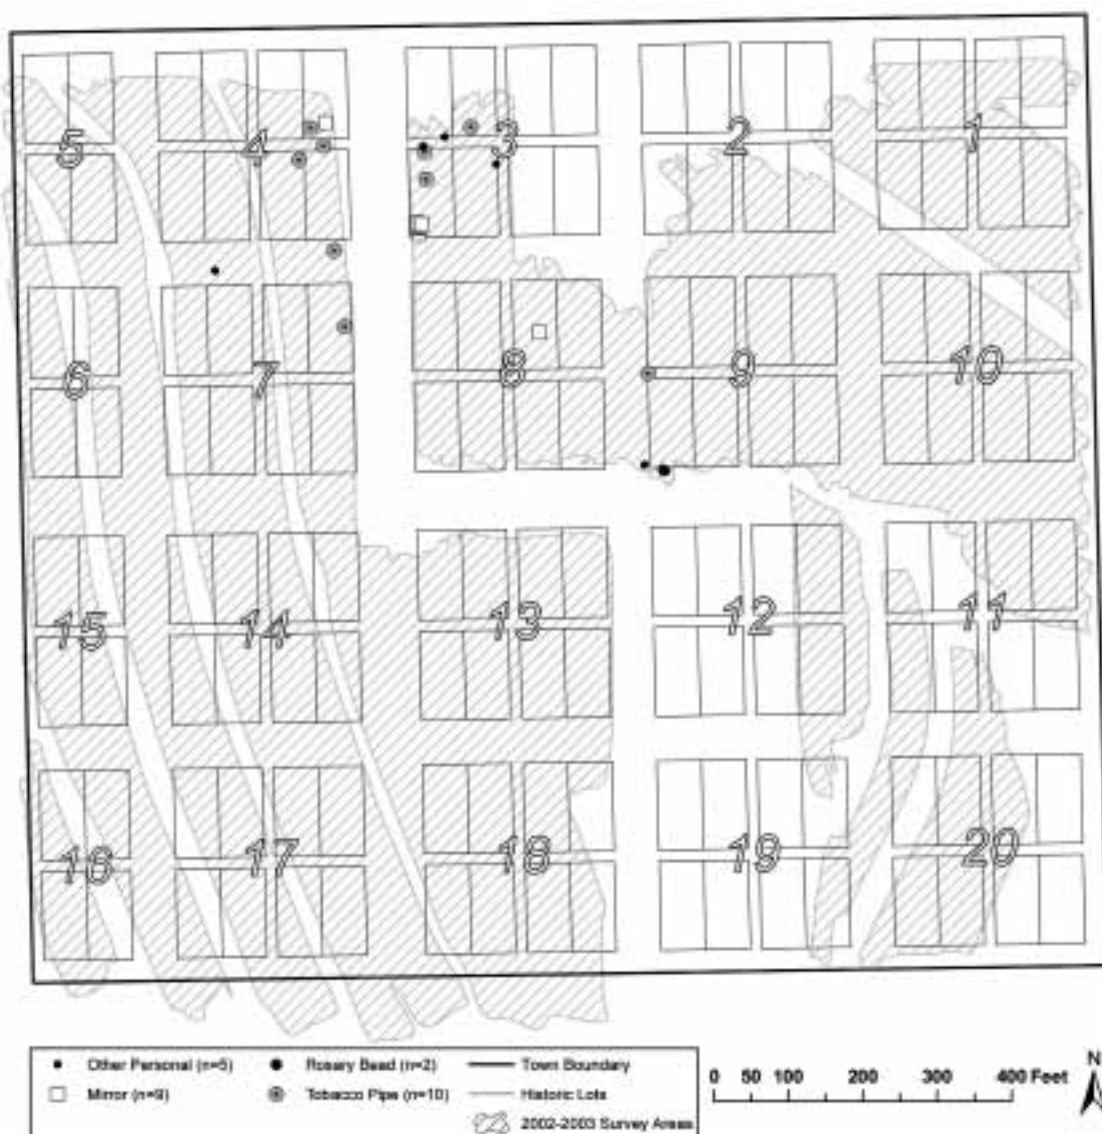 5 4 3 2 1
6 7 8 9 10
15 14 13 12 11
16 17 18 19 20
Other Personal (n=5) Rosary Bead (n=2) Town Boundary
Mirror (n=9) Tobacco Pipe (n=10) Historic Lots
2002-2003 Survey Areas
0 50 100 200 300 400 Feet
N